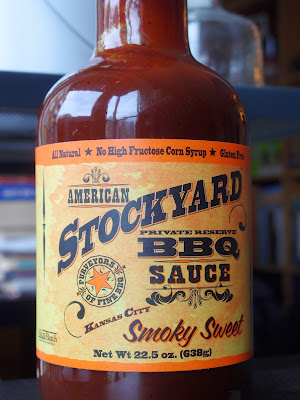 All Natural ★ No High Fructose Corn Syrup ★ Gluten Free
AMERICAN
STOCKYARD
PRIVATE RESERVE
BBQ
SAUCE
PURVEYORS
OF FINE BBQ
KANSAS CITY
Smoky Sweet
Net Wt 22.5 oz. (638g)